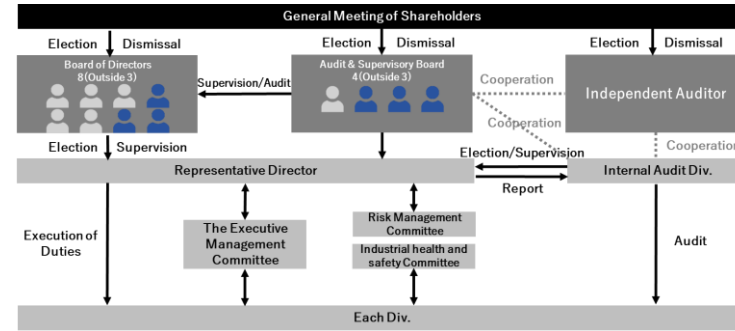 General Meeting of Shareholders
Election Dismissal
Election Dismissal
Election Dismissal
Board of Directors
8(Outside 3)
Supervision/Audit
Audit & Supervisory Board
4(Outside 3)
Cooperation
Cooperation
Independent Auditor
Election Supervision
Election/Supervision
Cooperation
Representative Director
Report
Internal Audit Div.
Execution of
Duties
The Executive
Management
Committee
Risk Management
Committee
Industrial health and
safety Committee
Audit
Each Div.